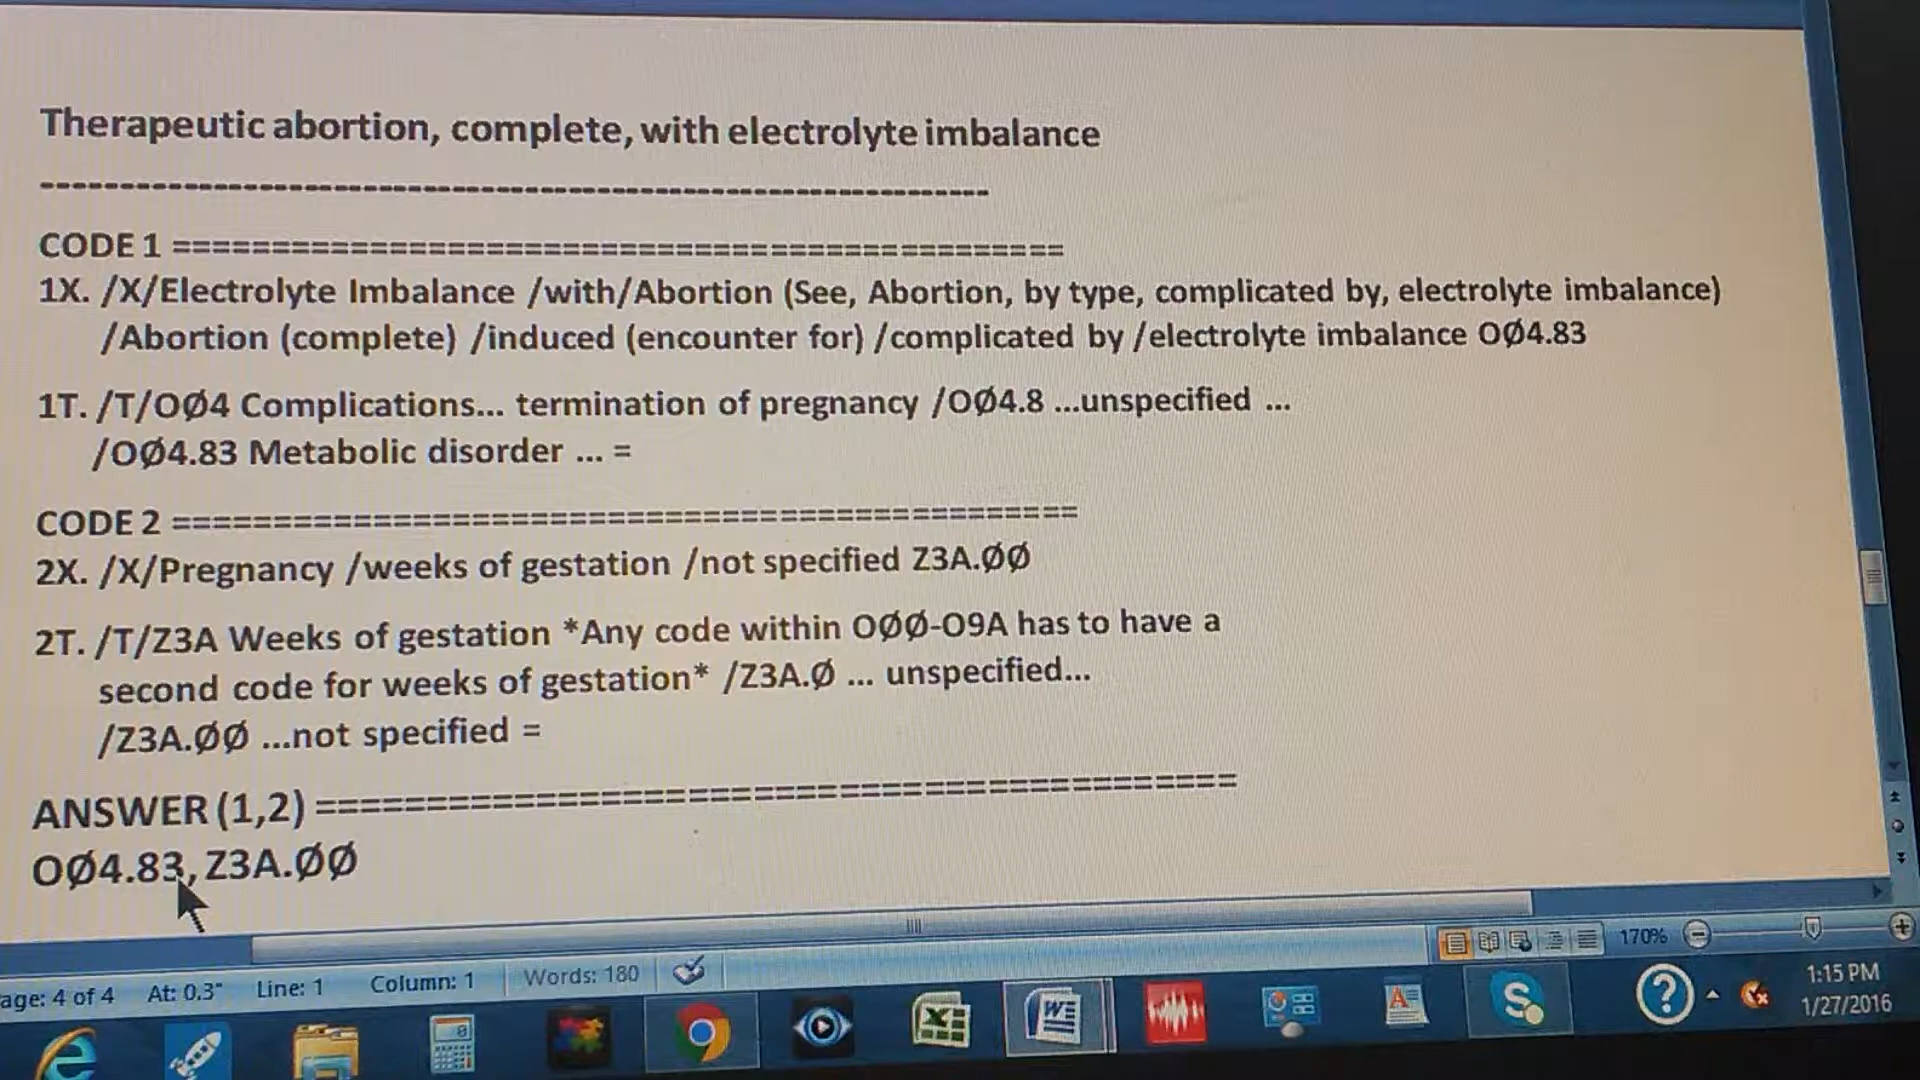 Therapeutic abortion, complete, with electrolyte imbalance
------------------------------------------------------------
CODE 1 =============================================
1X. /X/Electrolyte Imbalance /with/Abortion (See, Abortion, by type, complicated by, electrolyte imbalance)
/Abortion (complete) /induced (encounter for) /complicated by /electrolyte imbalance OØ4.83
1T. /T/OØ4 Complications... termination of pregnancy /OØ4.8 ...unspecified ...
/OØ4.83 Metabolic disorder ... =
CODE 2 =============================================
2X. /X/Pregnancy /weeks of gestation /not specified Z3A.ØØ
2T. /T/Z3A Weeks of gestation *Any code within OØØ-O9A has to have a
second code for weeks of gestation* /Z3A.Ø ... unspecified...
/Z3A.ØØ ...not specified =
ANSWER (1,2) =========================================
OØ4.83, Z3A.ØØ
170%
age: 4 of 4 At: 0.3" Line: 1 Column: 1 Words: 180
1:15 PM
1/27/2016